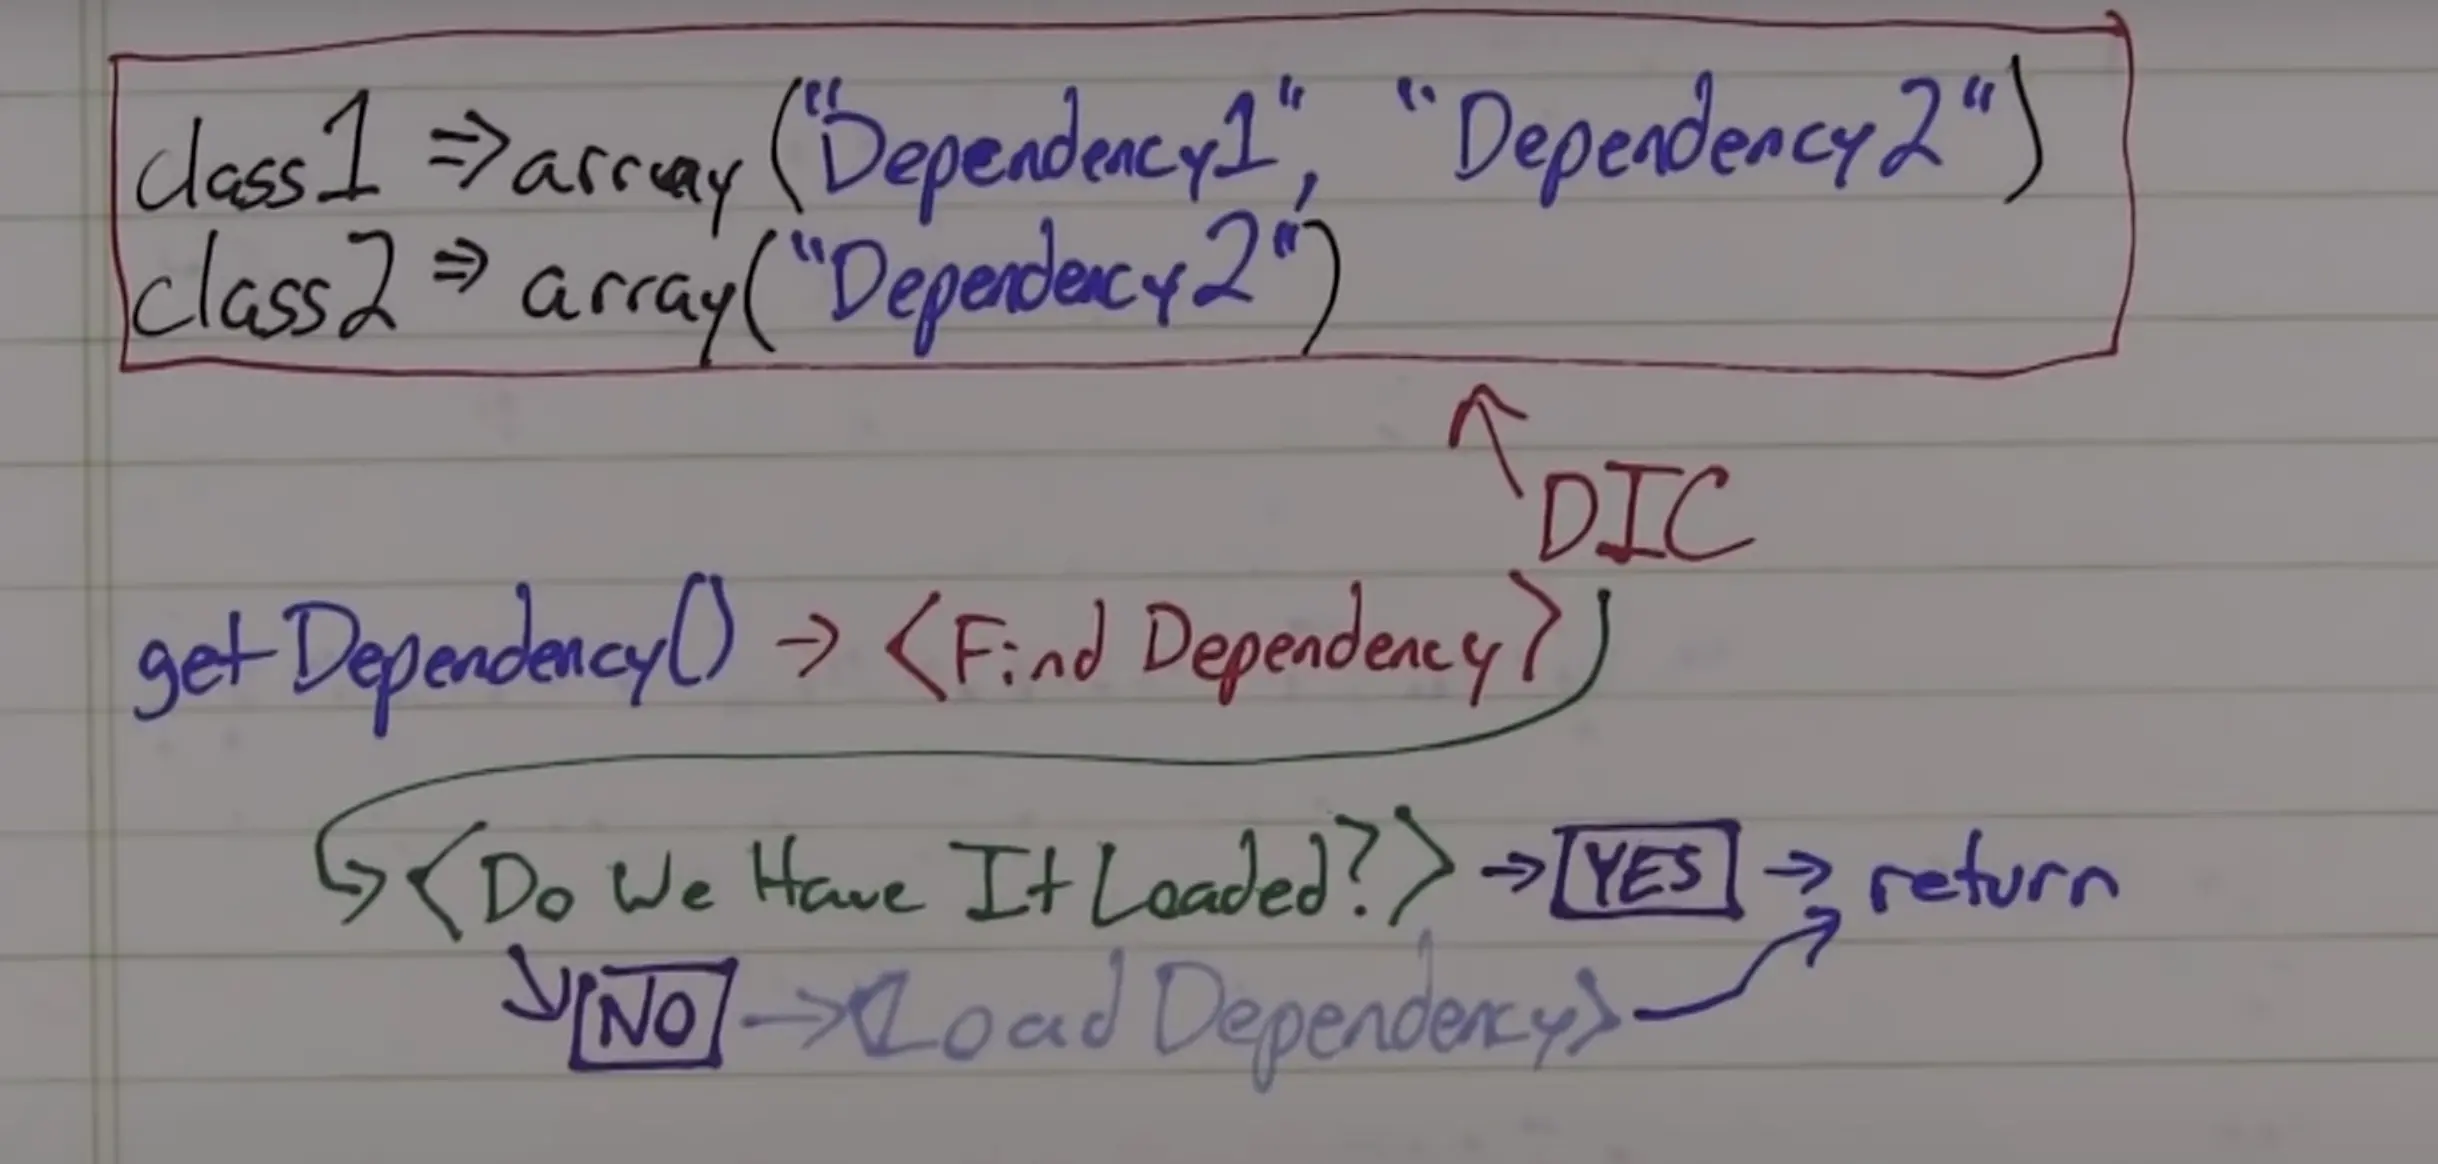 class1 => array("Dependency1", "Dependency2")
class2 => array("Dependency2")
DIC
getDependency() → <Find Dependency>
<Do We Have It Loaded?> → YES → return
NO → <Load Dependency>